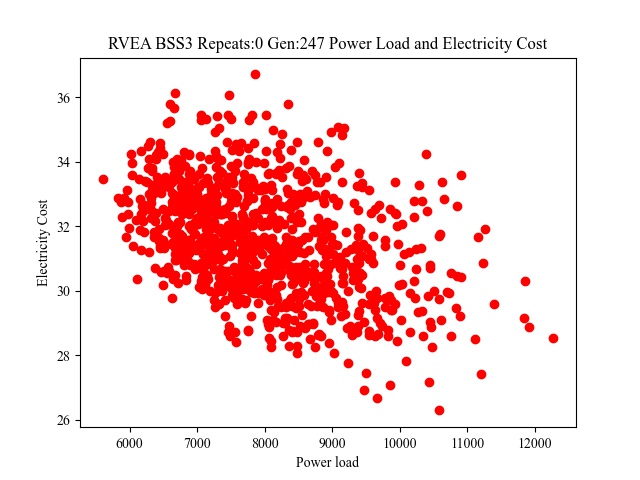 RVEA BSS3 Repeats:0 Gen:247 Power Load and Electricity Cost
36
34
32
30
28
26
Electricity Cost
6000 7000 8000 9000 10000 11000 12000
Power load